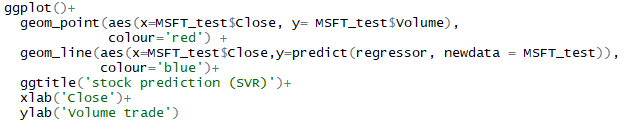 ggplot()+
  geom_point(aes(x=MSFT_test$Close, y= MSFT_test$Volume),
             colour='red') +
  geom_line(aes(x=MSFT_test$Close,y=predict(regressor, newdata = MSFT_test)),
            colour='blue')+
  ggtitle('stock prediction (SVR)')+
  xlab('Close')+
  ylab('Volume trade')